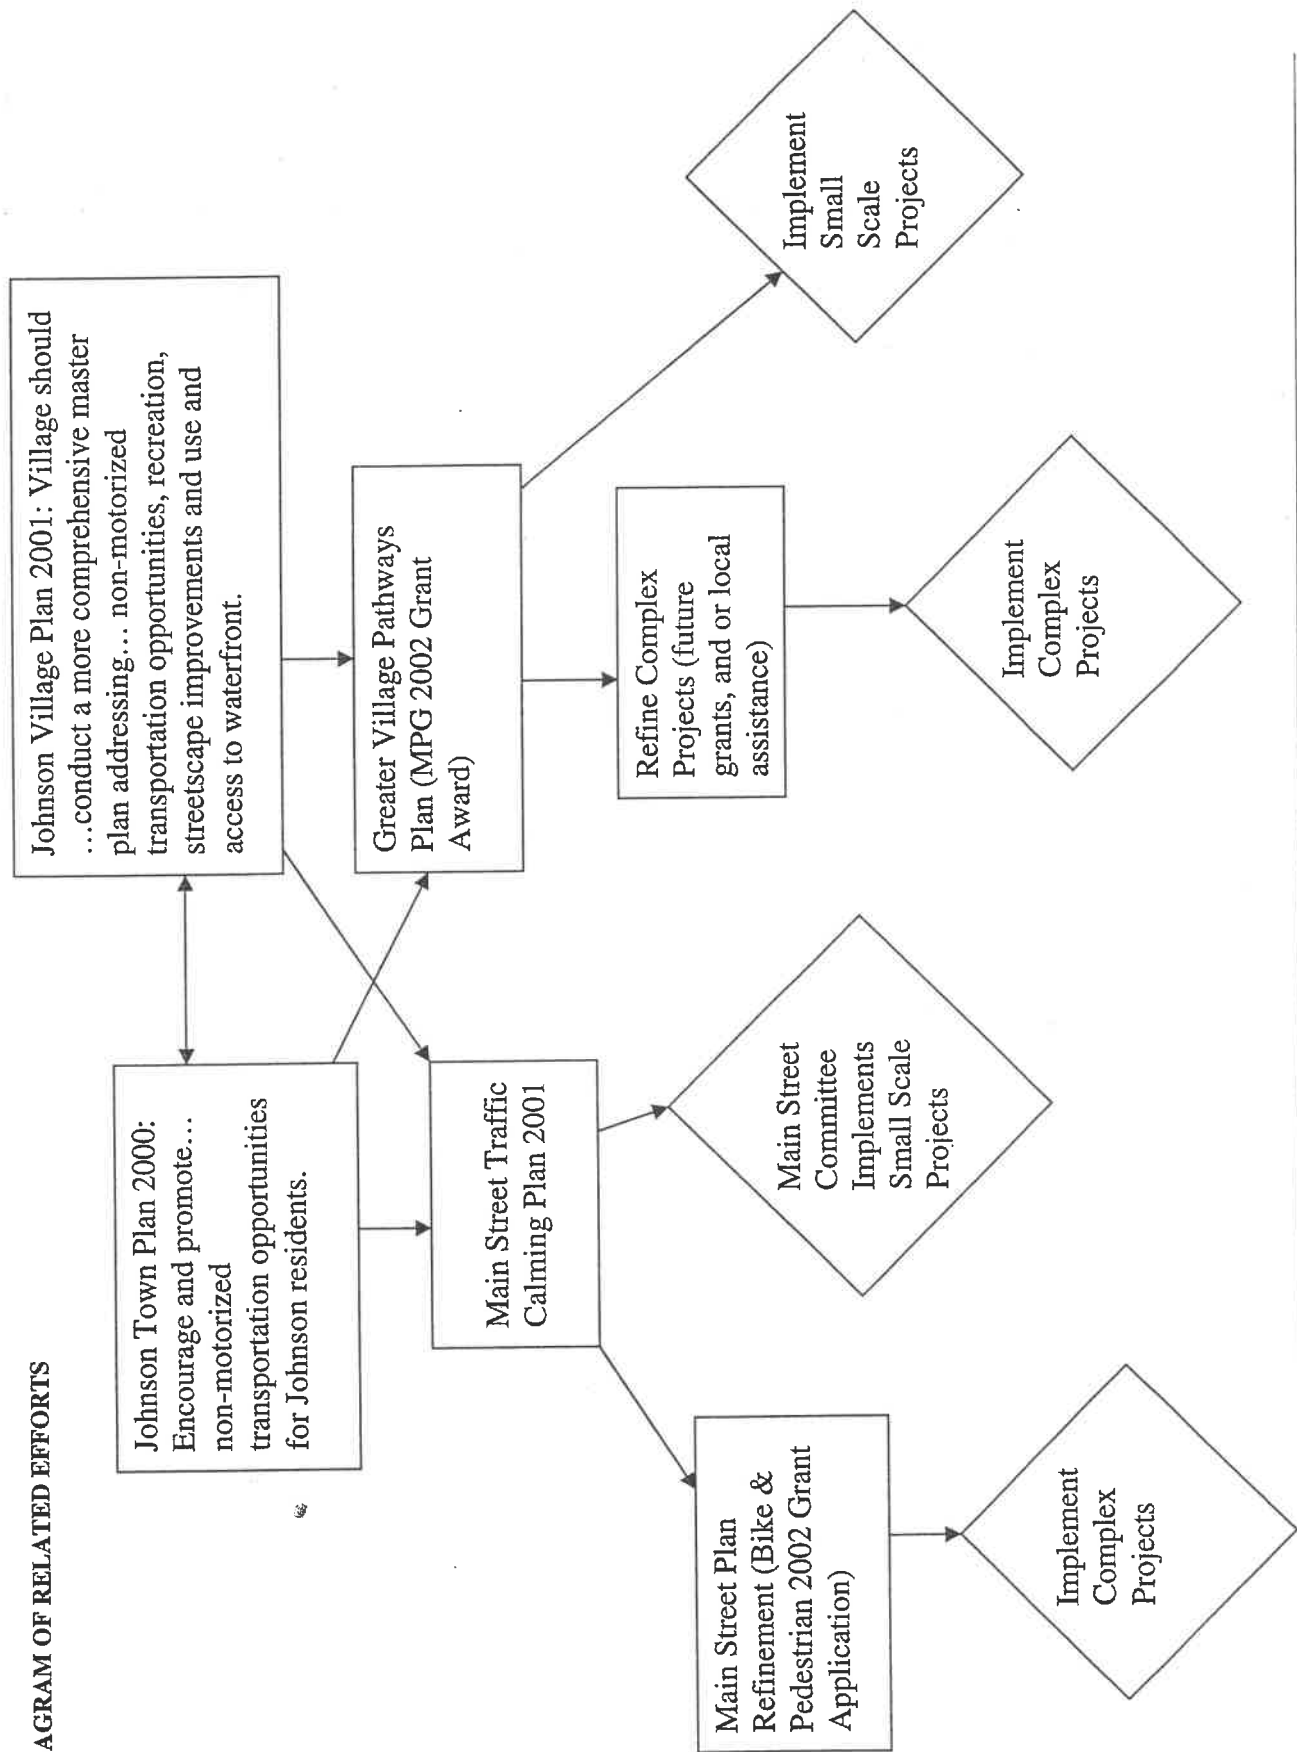 AGRAM OF RELATED EFFORTS
Johnson Town Plan 2000:
Encourage and promote…
non-motorized
transportation opportunities
for Johnson residents.
Johnson Village Plan 2001: Village should
…conduct a more comprehensive master
plan addressing… non-motorized
transportation opportunities, recreation,
streetscape improvements and use and
access to waterfront.
Main Street Traffic
Calming Plan 2001
Greater Village Pathways
Plan (MPG 2002 Grant
Award)
Main Street Plan
Refinement (Bike &
Pedestrian 2002 Grant
Application)
Main Street
Committee
Implements
Small Scale
Projects
Refine Complex
Projects (future
grants, and or local
assistance)
Implement
Small
Scale
Projects
Implement
Complex
Projects
Implement
Complex
Projects